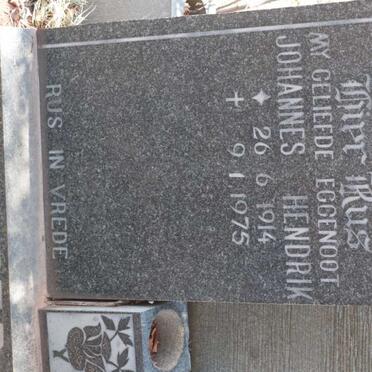 Hier Rus
MY GELIEFDE EGGENOOT
JOHANNES HENDRIK
✦ 26·6·1914
+ 9·1·1975
RUS IN VREDE